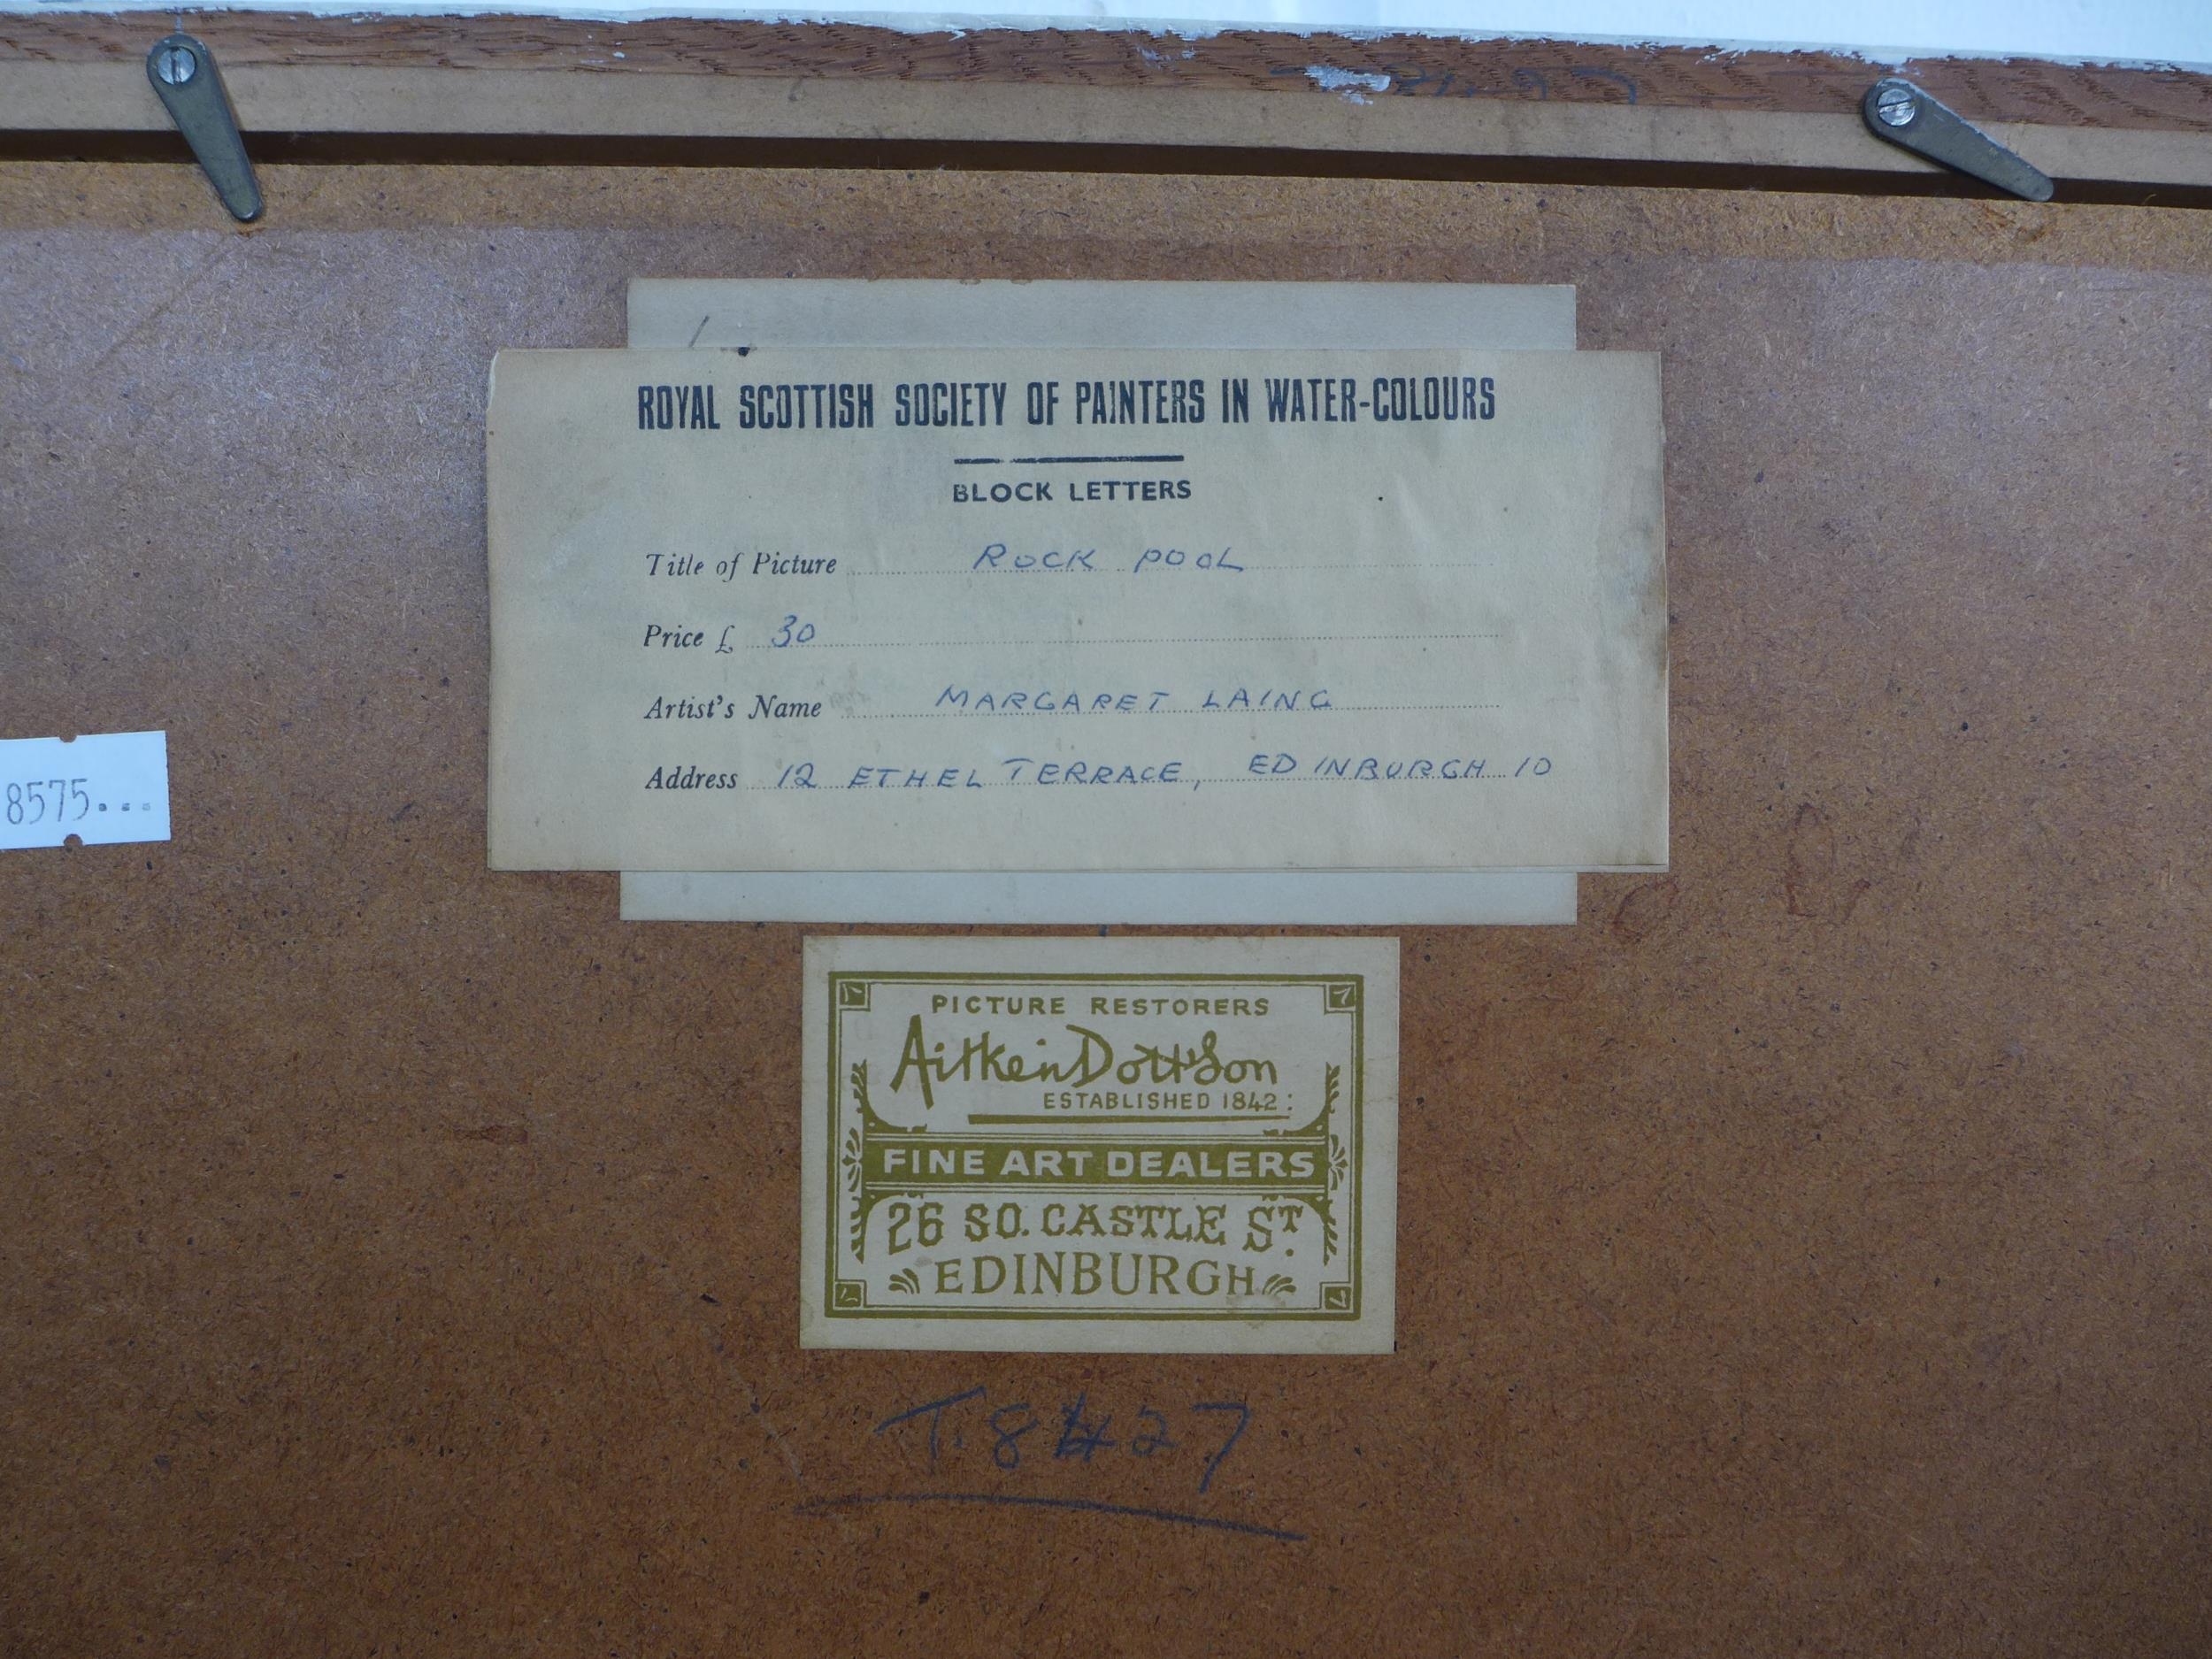 ROYAL SCOTTISH SOCIETY OF PAINTERS IN WATER-COLOURS
BLOCK LETTERS
Title of Picture ROCK POOL
Price £ 30
Artist's Name MARGARET LAING
Address 12 ETHEL TERRACE, EDINBURGH 10
8575...
PICTURE RESTORERS
Aitken Dott & Son
ESTABLISHED 1842:
FINE ART DEALERS
26 SO. CASTLE ST.
EDINBURGH